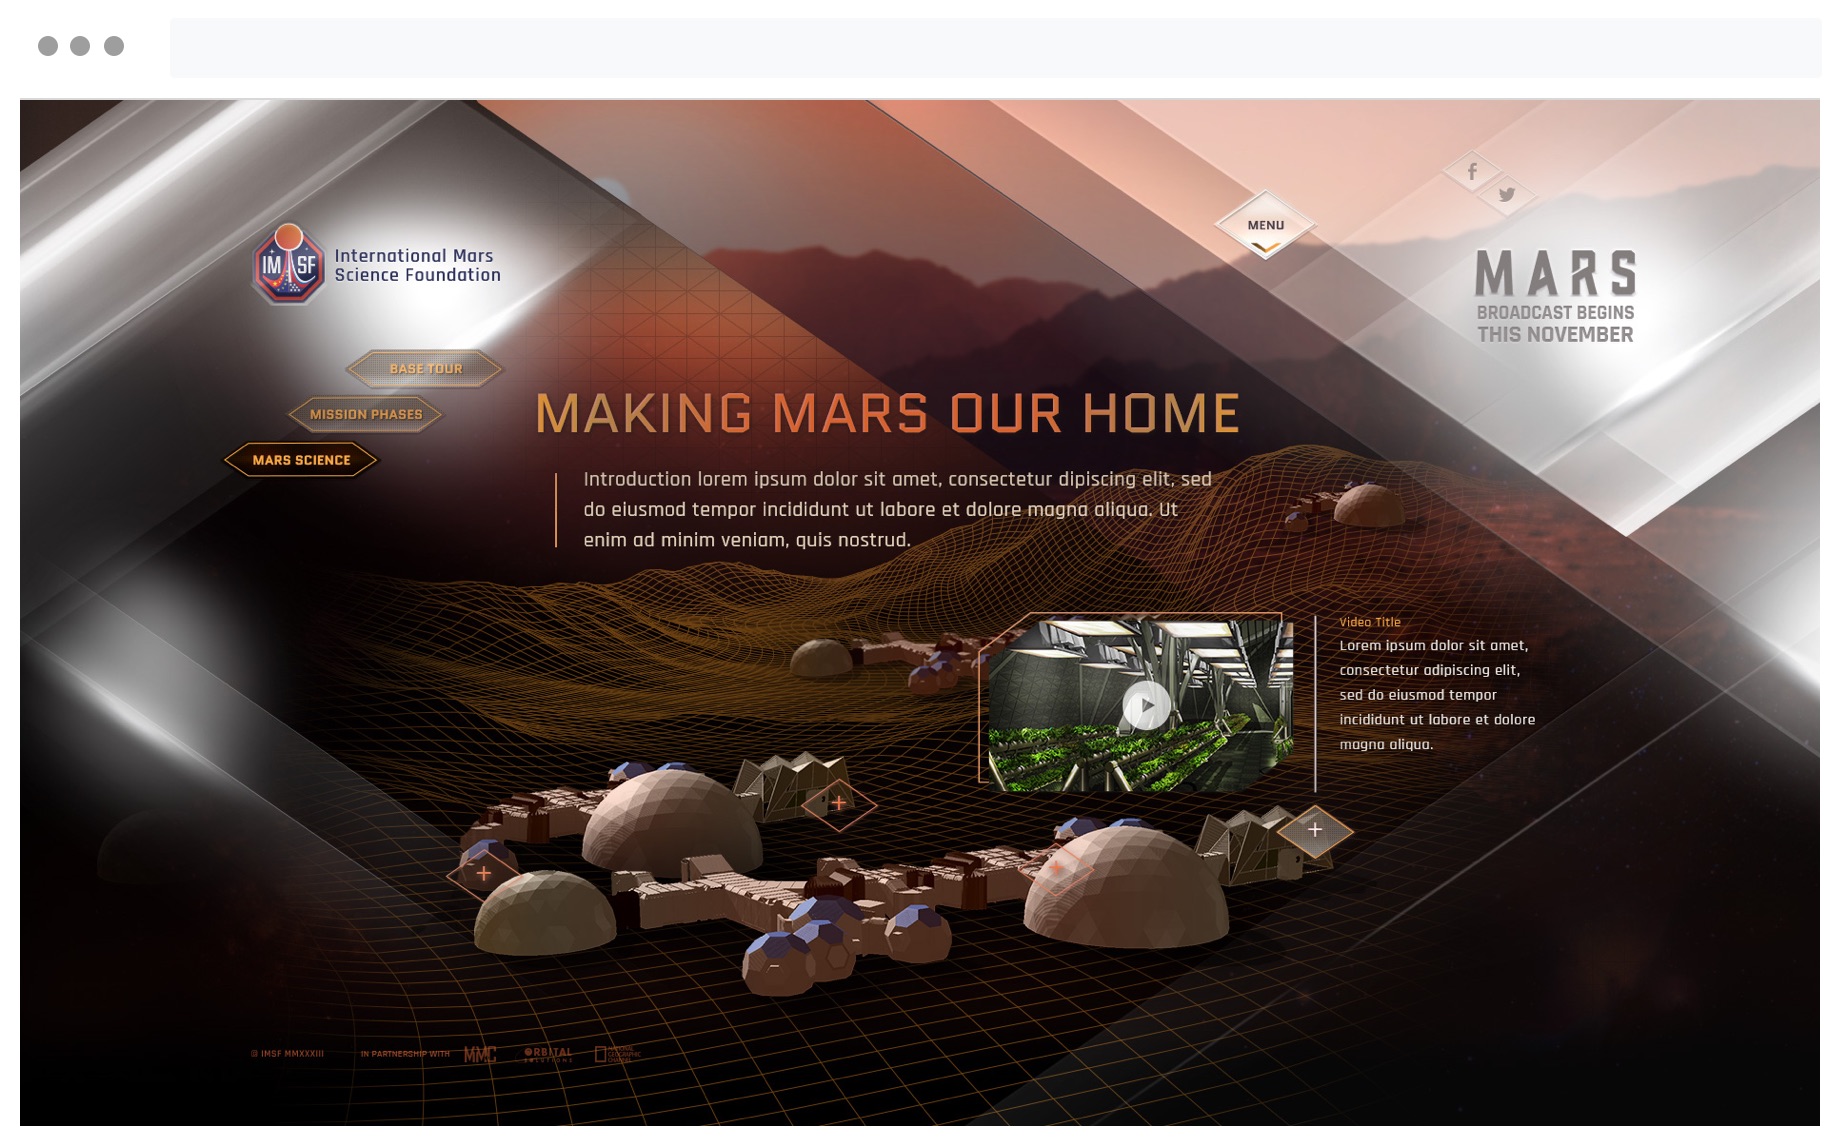 IMSF
International Mars
Science Foundation
MENU
MARS
BROADCAST BEGINS
THIS NOVEMBER
BASE TOUR
MISSION PHASES
MARS SCIENCE
MAKING MARS OUR HOME
Introduction lorem ipsum dolor sit amet, consectetur dipiscing elit, sed
do eiusmod tempor incididunt ut labore et dolore magna aliqua. Ut
enim ad minim veniam, quis nostrud.
Video Title
Lorem ipsum dolor sit amet,
consectetur adipiscing elit,
sed do eiusmod tempor
incididunt ut labore et dolore
magna aliqua.
© IMSF MMXXXIII
IN PARTNERSHIP WITH
MMC
ORBITAL
SOLUTIONS
NATIONAL
GEOGRAPHIC
CHANNEL